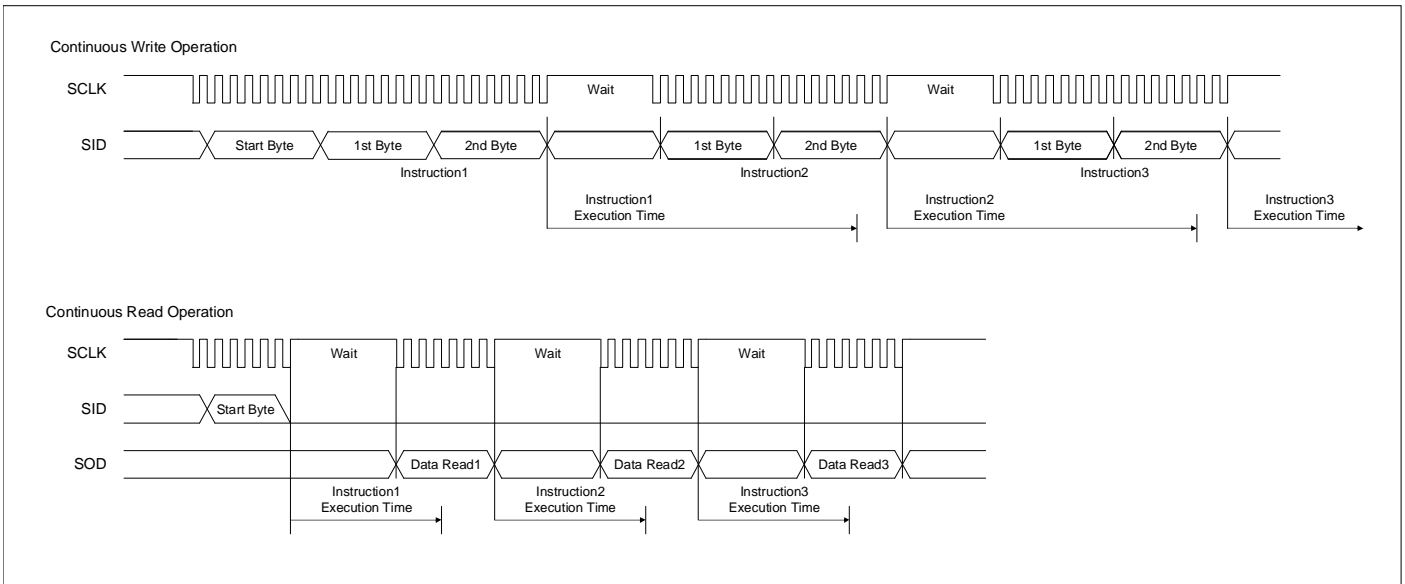 Continuous Write Operation
SCLK
Wait
Wait
SID
Start Byte
1st Byte
2nd Byte
1st Byte
2nd Byte
1st Byte
2nd Byte
Instruction1
Instruction2
Instruction3
Instruction1
Execution Time
Instruction2
Execution Time
Instruction3
Execution Time
Continuous Read Operation
SCLK
Wait
Wait
Wait
SID
Start Byte
SOD
Data Read1
Data Read2
Data Read3
Instruction1
Execution Time
Instruction2
Execution Time
Instruction3
Execution Time